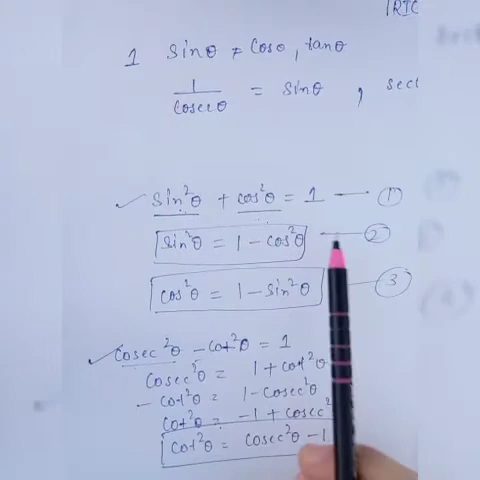 TRIG
1 sinθ, cosθ, tanθ
1/cosecθ = sinθ, sec
sin²θ + cos²θ = 1 — ①
sin²θ = 1 - cos²θ — ②
cos²θ = 1 - sin²θ — ③
cosec²θ - cot²θ = 1
cosec²θ = 1 + cot²θ
- cot²θ = 1 - cosec²θ
cot²θ = -1 + cosec²
cot²θ = cosec²θ - 1